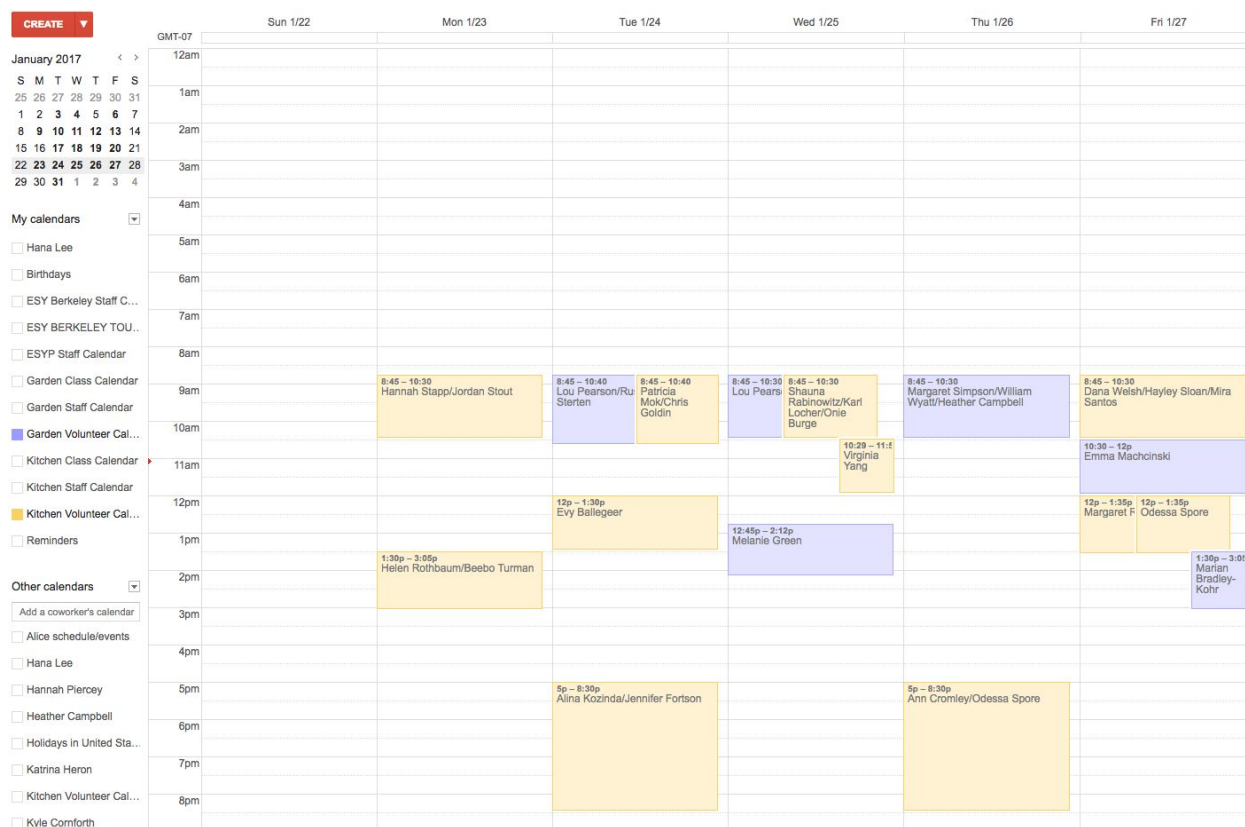 CREATE
Sun 1/22 Mon 1/23 Tue 1/24 Wed 1/25 Thu 1/26 Fri 1/27
GMT-07
January 2017
S M T W T F S
25 26 27 28 29 30 31
1 2 3 4 5 6 7
8 9 10 11 12 13 14
15 16 17 18 19 20 21
22 23 24 25 26 27 28
29 30 31 1 2 3 4
My calendars
Hana Lee
Birthdays
ESY Berkeley Staff C...
ESY BERKELEY TOU...
ESYP Staff Calendar
Garden Class Calendar
Garden Staff Calendar
Garden Volunteer Cal...
Kitchen Class Calendar
Kitchen Staff Calendar
Kitchen Volunteer Cal...
Reminders
Other calendars
Add a coworker's calendar
Alice schedule/events
Hana Lee
Hannah Piercey
Heather Campbell
Holidays in United Sta...
Katrina Heron
Kitchen Volunteer Cal...
Kyle Cornforth
12am
1am
2am
3am
4am
5am
6am
7am
8am
9am
10am
11am
12pm
1pm
2pm
3pm
4pm
5pm
6pm
7pm
8pm
8:45 – 10:30
Hannah Stapp/Jordan Stout
1:30p – 3:05p
Helen Rothbaum/Beebo Turman
8:45 – 10:40
Lou Pearson/Ru
Sterten
8:45 – 10:40
Patricia
Mok/Chris
Goldin
12p – 1:30p
Evy Ballegeer
5p – 8:30p
Alina Kozinda/Jennifer Fortson
8:45 – 10:30
Lou Pears
8:45 – 10:30
Shauna
Rabinowitz/Karl
Locher/Onie
Burge
10:29 – 11:5
Virginia
Yang
12:45p – 2:12p
Melanie Green
8:45 – 10:30
Margaret Simpson/William
Wyatt/Heather Campbell
5p – 8:30p
Ann Cromley/Odessa Spore
8:45 – 10:30
Dana Welsh/Hayley Sloan/Mira
Santos
10:30 – 12p
Emma Machcinski
12p – 1:35p
Margaret F
12p – 1:35p
Odessa Spore
1:30p – 3:05
Marian
Bradley-
Kohr